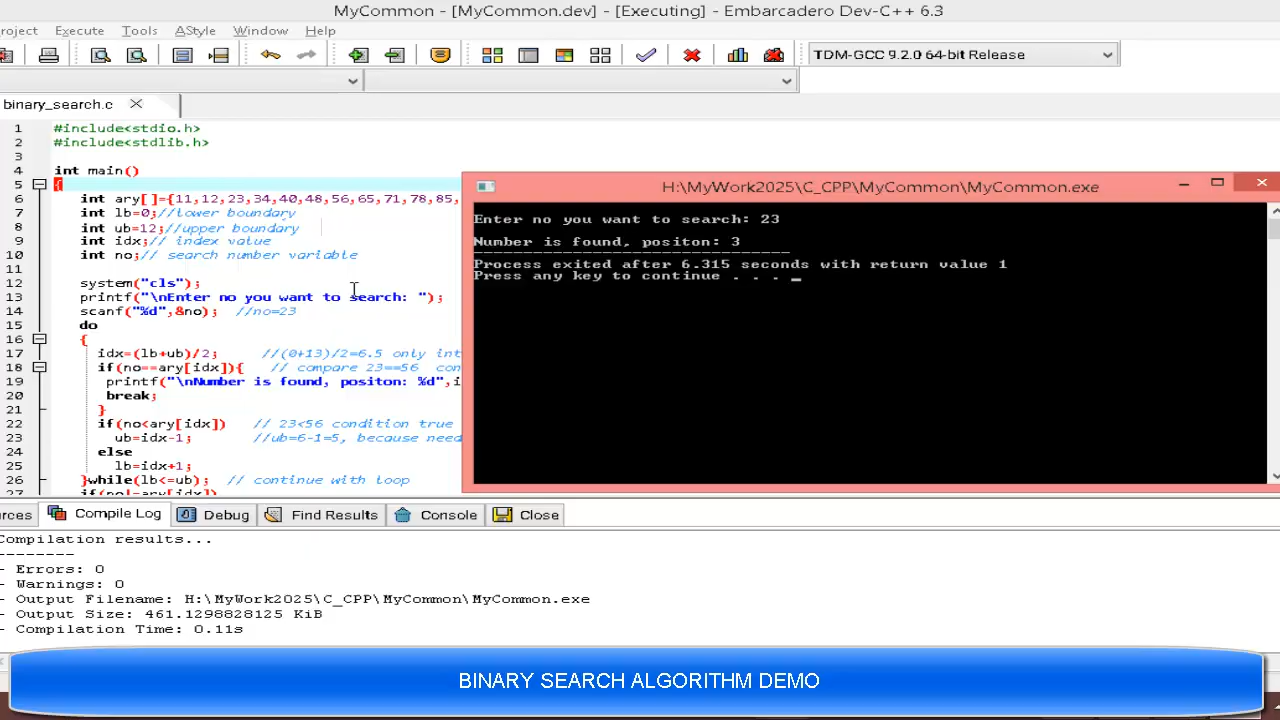 MyCommon - [MyCommon.dev] - [Executing] - Embarcadero Dev-C++ 6.3
roject Execute Tools AStyle Window Help
TDM-GCC 9.2.0 64-bit Release
binary_search.c
1 #include<stdio.h>
2 #include<stdlib.h>
3
4 int main()
5 {
6 int ary[]={11,12,23,34,40,48,56,65,71,78,85,
7 int lb=0;//lower boundary
8 int ub=12;//upper boundary
9 int idx;// index value
10 int no;// search number variable
11
12 system("cls");
13 printf("\nEnter no you want to search: ");
14 scanf("%d",&no); //no=23
15 do
16 {
17 idx=(lb+ub)/2; //(0+13)/2=6.5 only int
18 if(no==ary[idx]){ // compare 23==56 con
19 printf("\nNumber is found, positon: %d",i
20 break;
21 }
22 if(no<ary[idx]) // 23<56 condition true
23 ub=idx-1; //ub=6-1=5, because need
24 else
25 lb=idx+1;
26 }while(lb<=ub); // continue with loop
27 if(no!=ary[idx])
H:\MyWork2025\C_CPP\MyCommon\MyCommon.exe
Enter no you want to search: 23
Number is found, positon: 3
--------------------------------
Process exited after 6.315 seconds with return value 1
Press any key to continue . . . _
rces Compile Log Debug Find Results Console Close
Compilation results...
--------
- Errors: 0
- Warnings: 0
- Output Filename: H:\MyWork2025\C_CPP\MyCommon\MyCommon.exe
- Output Size: 461.1298828125 KiB
- Compilation Time: 0.11s
BINARY SEARCH ALGORITHM DEMO